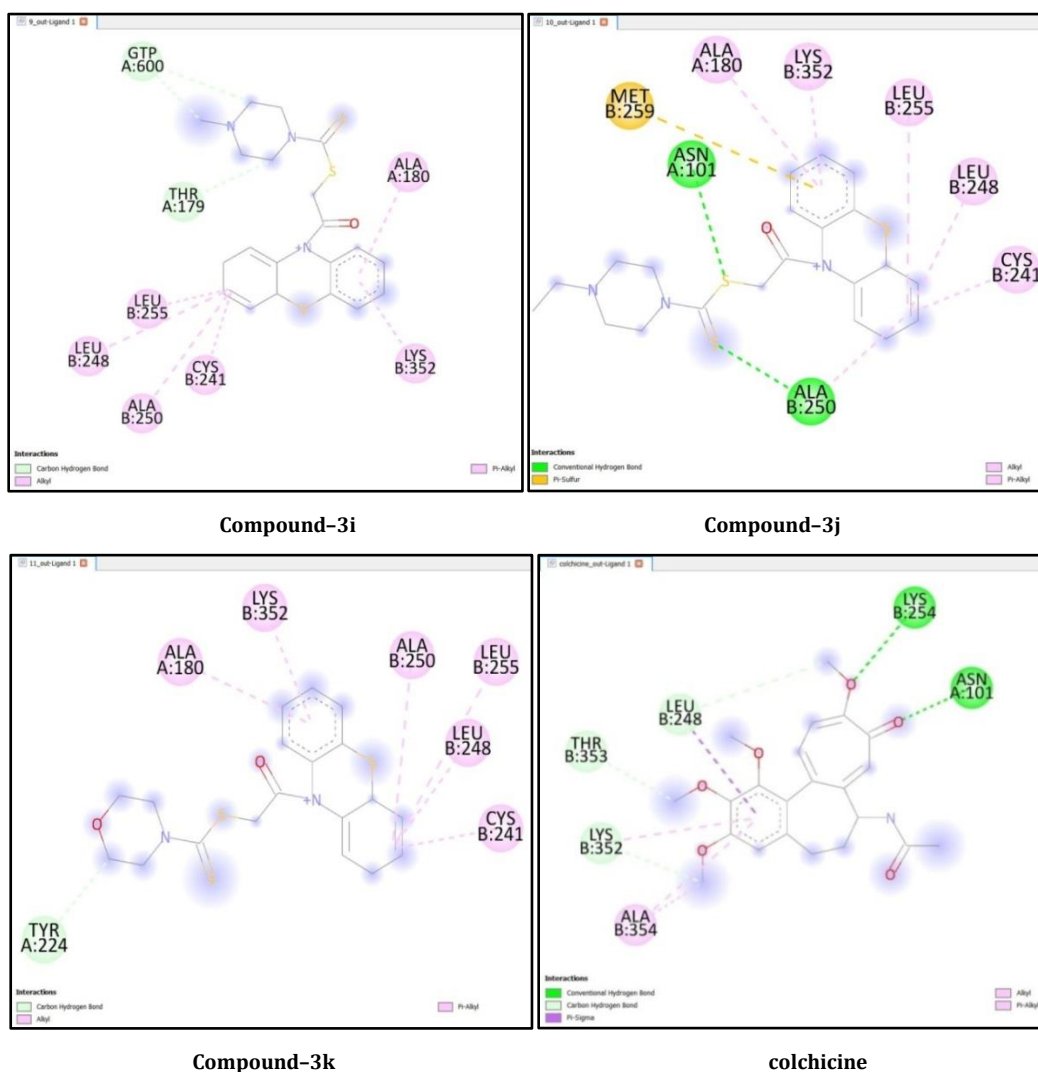 9_out-Ligand 1
GTP
A:600
N
N
S
S
THR
A:179
ALA
A:180
O
+N
S
LEU
B:255
LEU
B:248
CYS
B:241
ALA
B:250
LYS
B:352
Interactions
Carbon Hydrogen Bond
Alkyl
Pi-Alkyl
Compound–3i
10_out-Ligand 1
ALA
A:180
LYS
B:352
MET
B:259
LEU
B:255
ASN
A:101
LEU
B:248
O
S
N
+
CYS
B:241
S
N
N
S
ALA
B:250
Interactions
Conventional Hydrogen Bond
Pi-Sulfur
Alkyl
Pi-Alkyl
Compound–3j
11_out-Ligand 1
LYS
B:352
ALA
A:180
ALA
B:250
LEU
B:255
LEU
B:248
O
S
+N
CYS
B:241
O
N
S
S
TYR
A:224
Interactions
Carbon Hydrogen Bond
Alkyl
Pi-Alkyl
Compound–3k
colchicine_out-Ligand 1
LYS
B:254
ASN
A:101
LEU
B:248
O
O
THR
B:353
O
O
LYS
B:352
O
N
O
ALA
B:354
Interactions
Conventional Hydrogen Bond
Carbon Hydrogen Bond
Pi-Sigma
Alkyl
Pi-Alkyl
colchicine